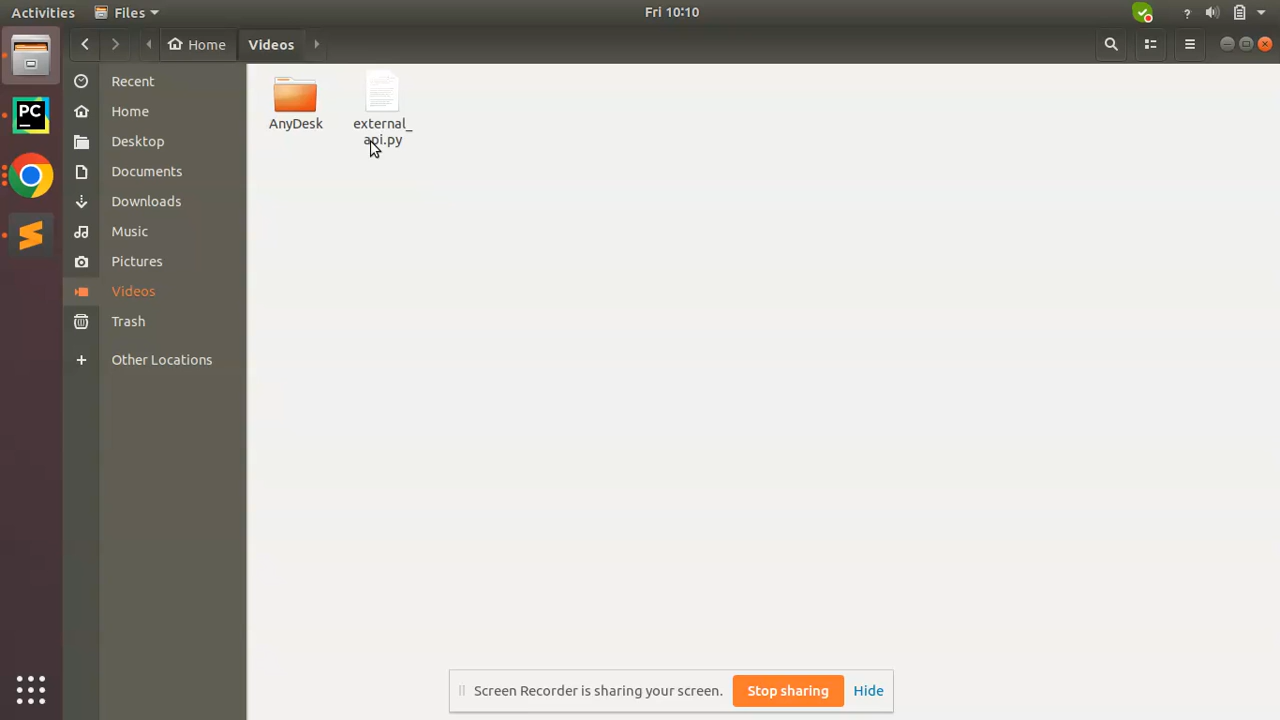 Activities Files Fri 10:10 ?
Home Videos
Recent
Home
Desktop
Documents
Downloads
Music
Pictures
Videos
Trash
+ Other Locations
AnyDesk
external_
api.py
PC
Screen Recorder is sharing your screen. Stop sharing Hide